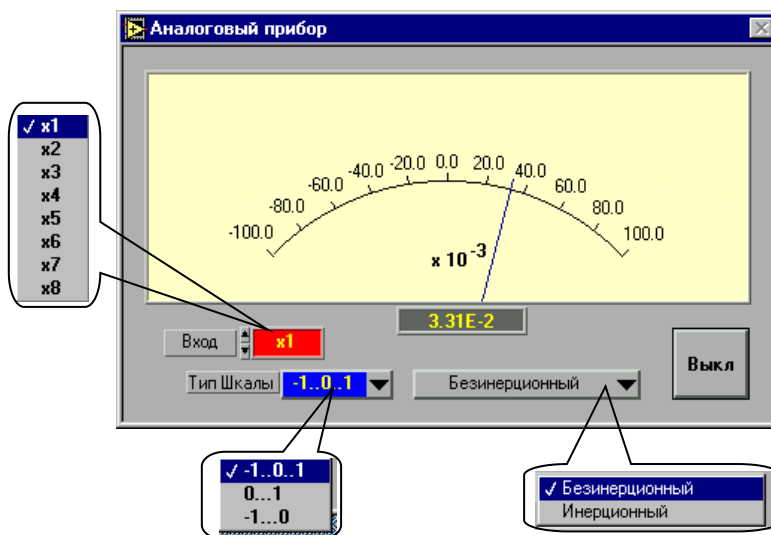 Аналоговый прибор
✓ x1
x2
x3
x4
x5
x6
x7
x8
-100.0 -80.0 -60.0 -40.0 -20.0 0.0 20.0 40.0 60.0 80.0 100.0
x 10 -3
3.31E-2
Вход x1
Тип Шкалы -1..0..1 Безинерционный
Выкл
✓ -1..0..1
0...1
-1...0
✓ Безинерционный
Инерционный